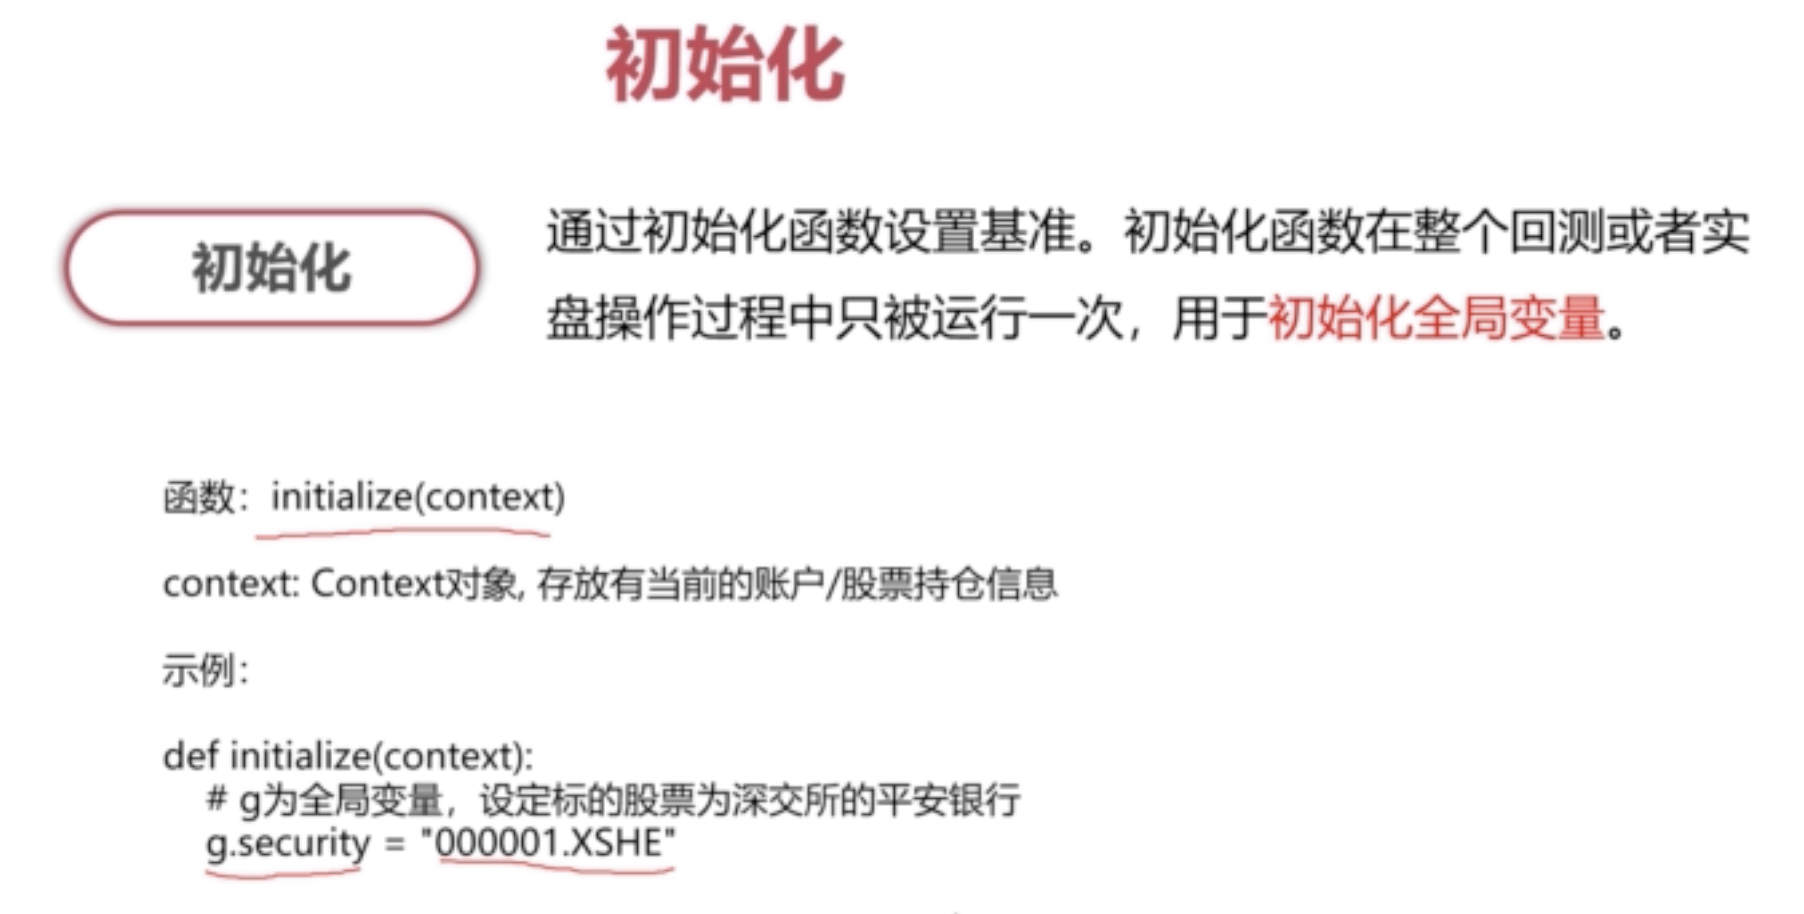 初始化
初始化
通过初始化函数设置基准。初始化函数在整个回测或者实
盘操作过程中只被运行一次，用于初始化全局变量。
函数：initialize(context)
context: Context对象, 存放有当前的账户/股票持仓信息
示例：
def initialize(context):
# g为全局变量，设定标的股票为深交所的平安银行
g.security = "000001.XSHE"